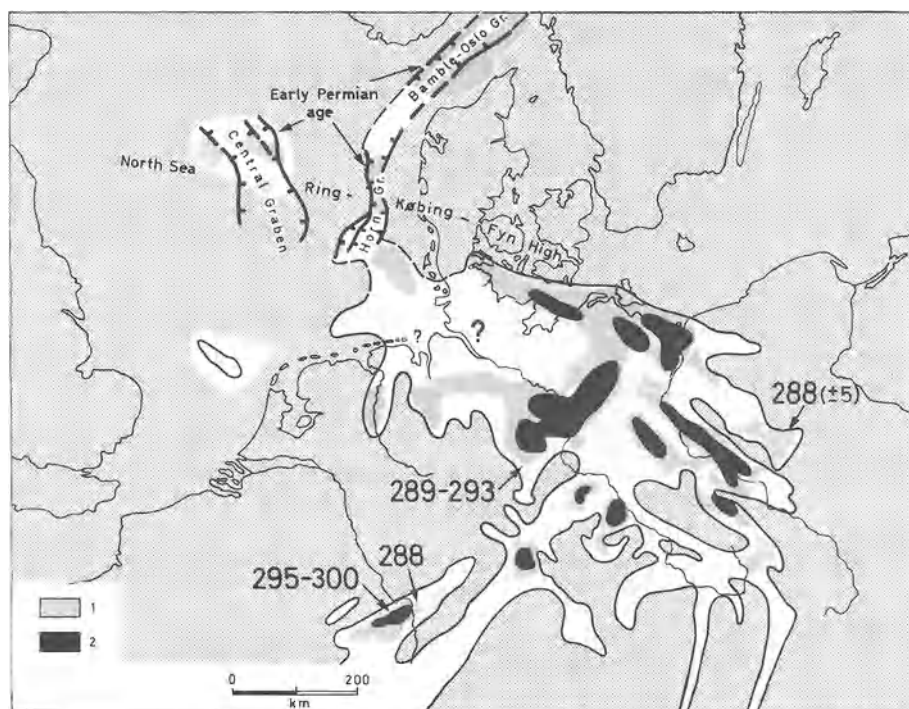 Bamble-Oslo Gr.
Early Permian
age
North Sea
Central Graben
Ring-
Købing-
Fyn High
Horn Gr.
?
?
288(±5)
289-293
288
295-300
1
2
0 200
km